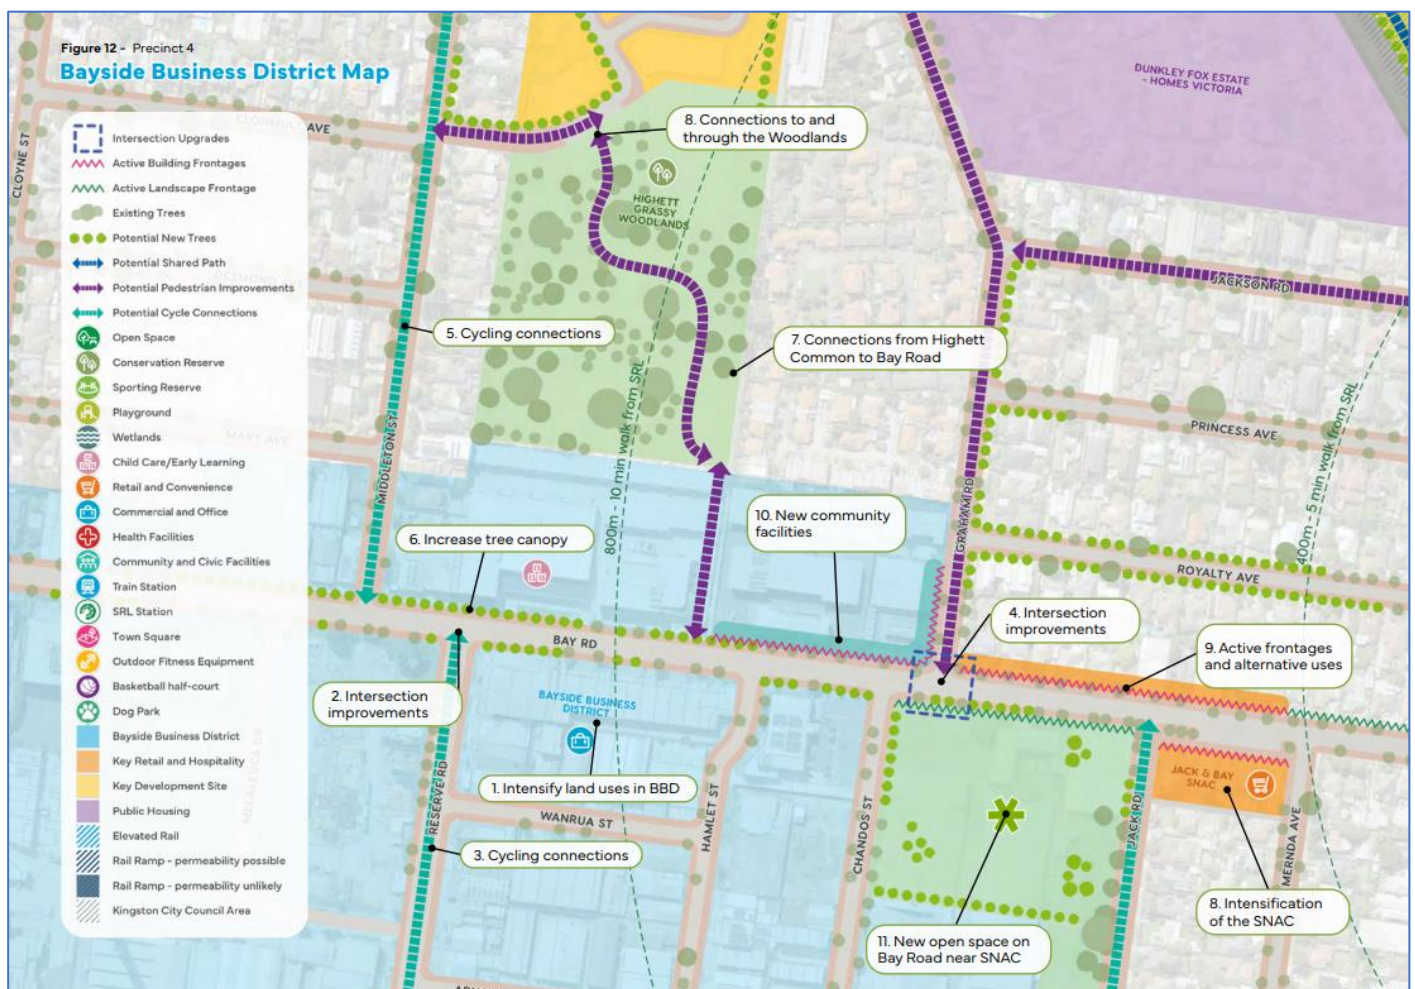 Figure 12 - Precinct 4
Bayside Business District Map
Intersection Upgrades
Active Building Frontages
Active Landscape Frontage
Existing Trees
Potential New Trees
Potential Shared Path
Potential Pedestrian Improvements
Potential Cycle Connections
Open Space
Conservation Reserve
Sporting Reserve
Playground
Wetlands
Child Care/Early Learning
Retail and Convenience
Commercial and Office
Health Facilities
Community and Civic Facilities
Train Station
SRL Station
Town Square
Outdoor Fitness Equipment
Basketball half-court
Dog Park
Bayside Business District
Key Retail and Hospitality
Key Development Site
Public Housing
Elevated Rail
Rail Ramp - permeability possible
Rail Ramp - permeability unlikely
Kingston City Council Area
CLOYNE ST
CLONMULT AVE
DESMOND
MARY AVE
MELALEUCA DR
MIDDLETON ST
8. Connections to and
through the Woodlands
HIGHETT
GRASSY
WOODLANDS
DUNKLEY FOX ESTATE
- HOMES VICTORIA
JACKSON RD
5. Cycling connections
7. Connections from Highett
Common to Bay Road
800m - 10 min walk from SRL
400m - 5 min walk from SRL
PRINCESS AVE
GRAHAM RD
10. New community
facilities
6. Increase tree canopy
ROYALTY AVE
4. Intersection
improvements
BAY RD
9. Active frontages
and alternative uses
2. Intersection
improvements
BAYSIDE BUSINESS
DISTRICT
JACK & BAY
SNAC
1. Intensify land uses in BBD
RESERVE RD
WANRUA ST
HAMLET ST
CHANDOS ST
JACK RD
MERNDA AVE
3. Cycling connections
8. Intensification
of the SNAC
11. New open space on
Bay Road near SNAC